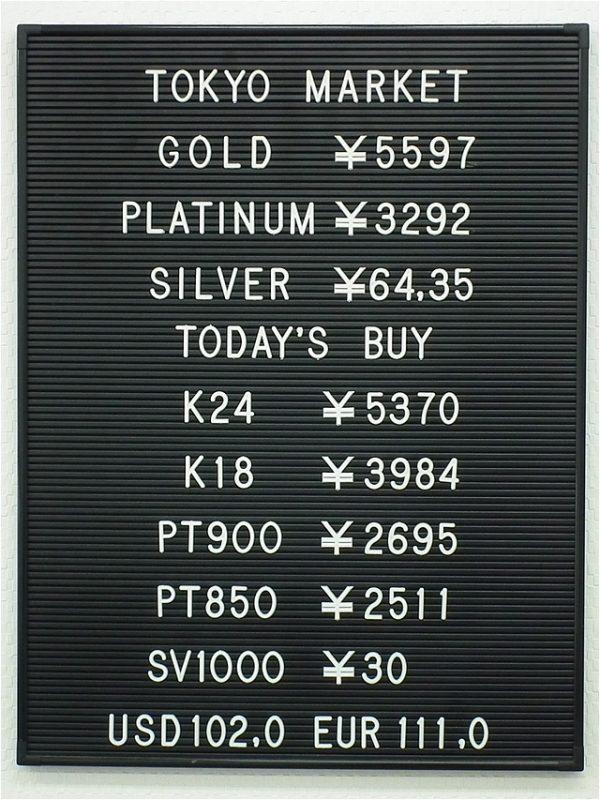 TOKYO MARKET
GOLD ¥5597
PLATINUM ¥3292
SILVER ¥64,35
TODAY'S BUY
K24 ¥5370
K18 ¥3984
PT900 ¥2695
PT850 ¥2511
SV1000 ¥30
USD102,0 EUR 111,0